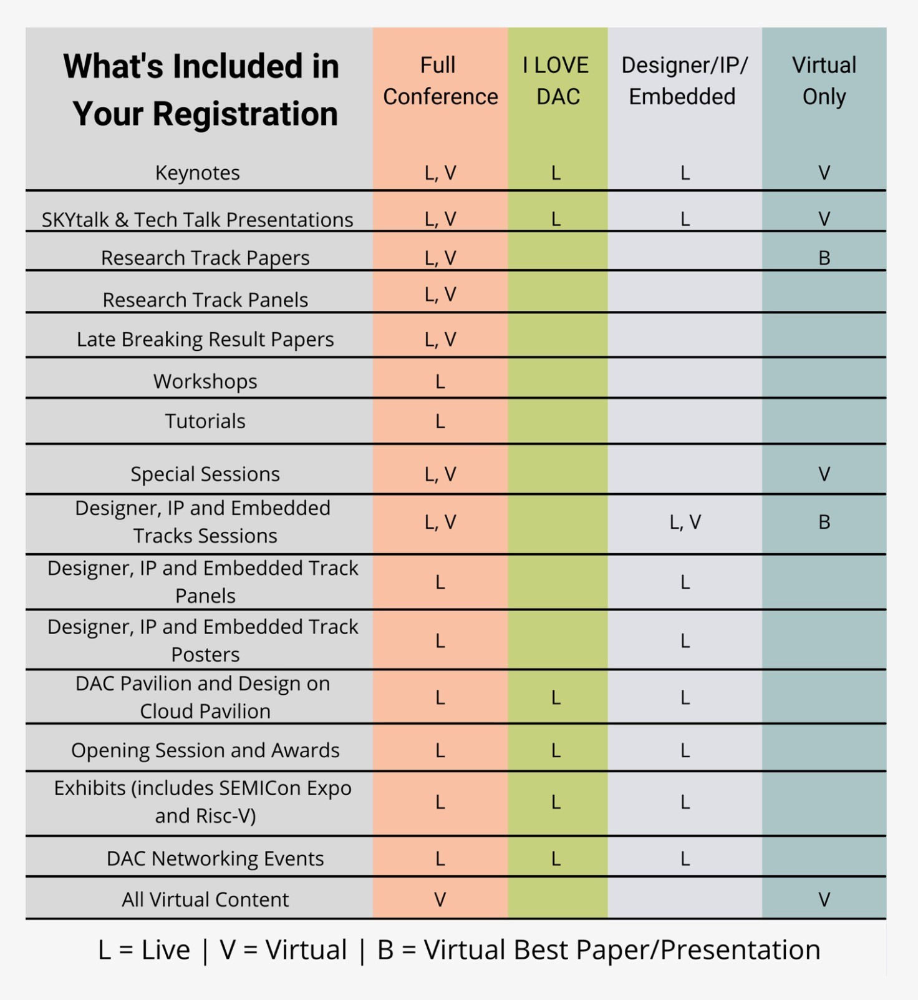 What's Included in Your Registration Full Conference I LOVE DAC Designer/IP/ Embedded Virtual Only
Keynotes L, V L L V
SKYtalk & Tech Talk Presentations L, V L L V
Research Track Papers L, V B
Research Track Panels L, V
Late Breaking Result Papers L, V
Workshops L
Tutorials L
Special Sessions L, V V
Designer, IP and Embedded Tracks Sessions L, V L, V B
Designer, IP and Embedded Track Panels L L
Designer, IP and Embedded Track Posters L L
DAC Pavilion and Design on Cloud Pavilion L L L
Opening Session and Awards L L L
Exhibits (includes SEMICon Expo and Risc-V) L L L
DAC Networking Events L L L
All Virtual Content V V
L = Live | V = Virtual | B = Virtual Best Paper/Presentation